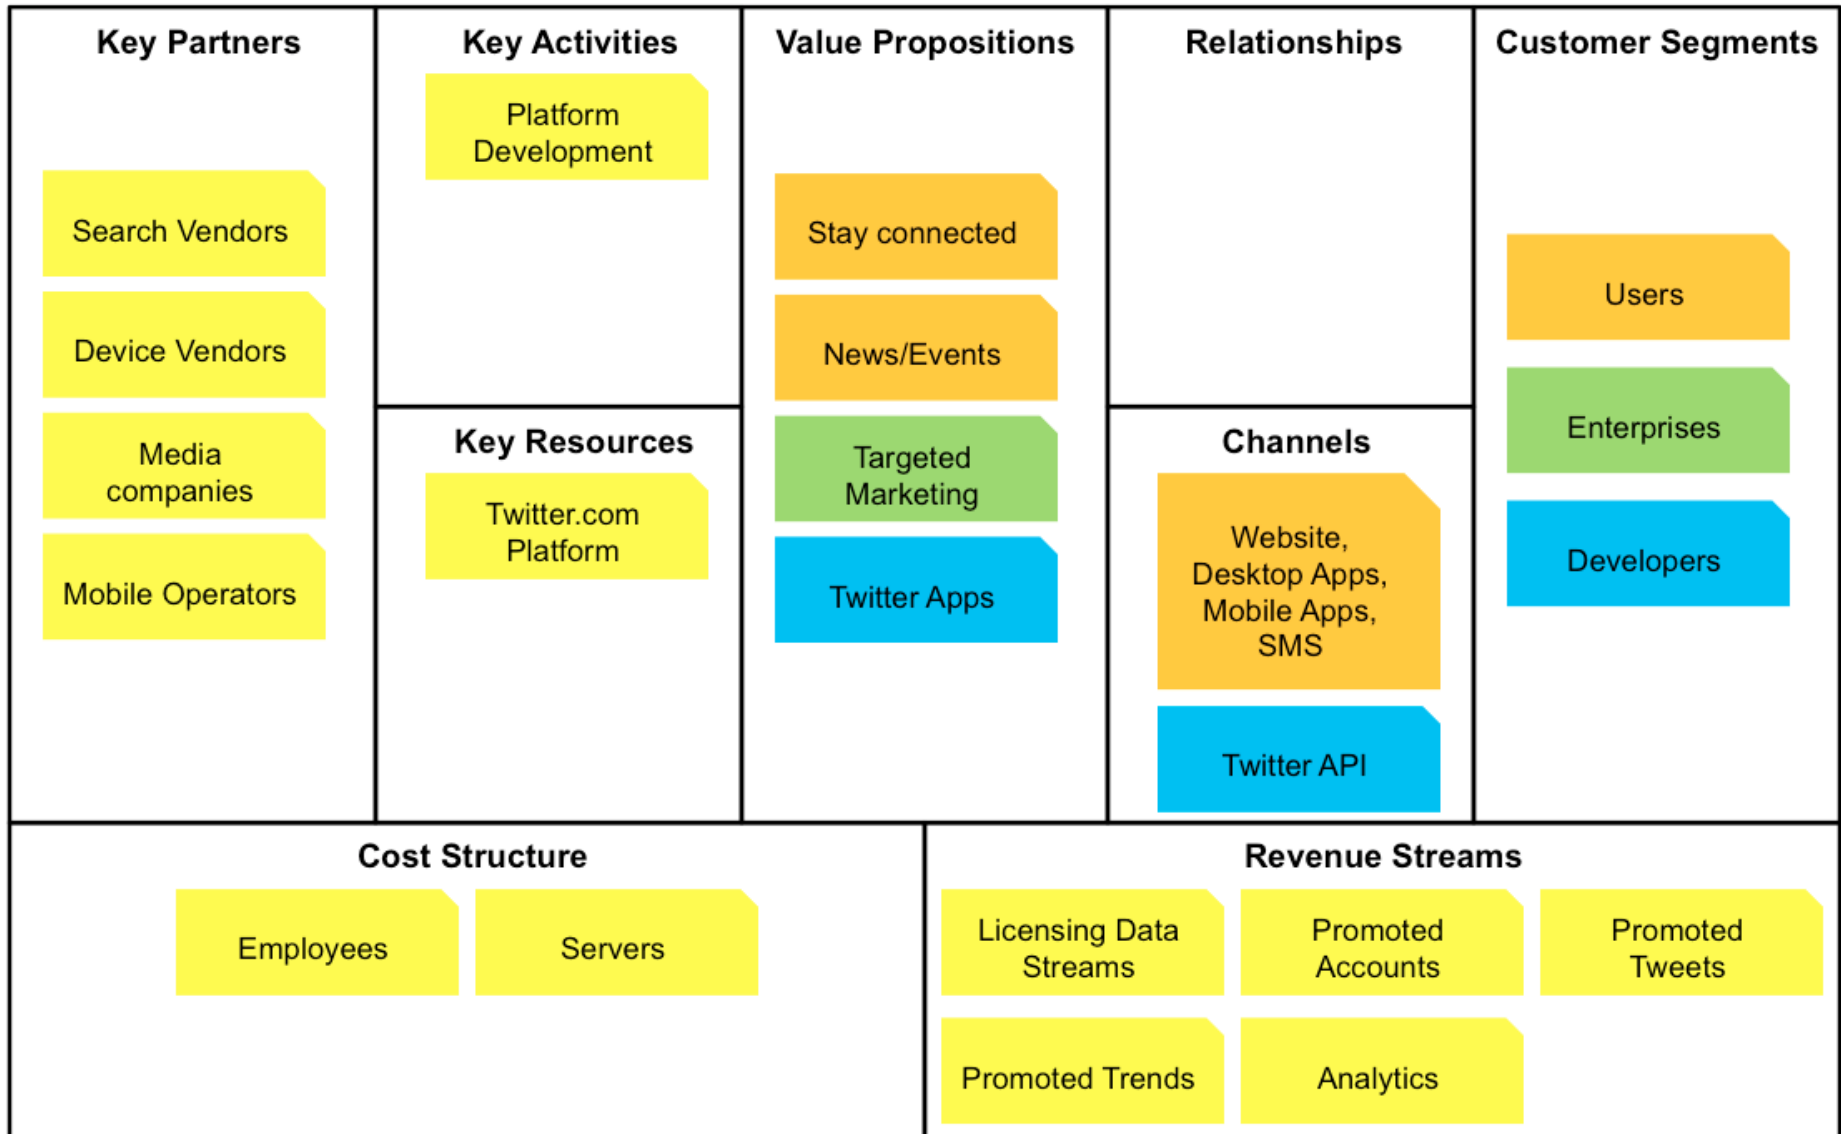 Key Partners
Search Vendors
Device Vendors
Media
companies
Mobile Operators
Key Activities
Platform
Development
Key Resources
Twitter.com
Platform
Value Propositions
Stay connected
News/Events
Targeted
Marketing
Twitter Apps
Relationships
Channels
Website,
Desktop Apps,
Mobile Apps,
SMS
Twitter API
Customer Segments
Users
Enterprises
Developers
Cost Structure
Employees
Servers
Revenue Streams
Licensing Data
Streams
Promoted
Accounts
Promoted
Tweets
Promoted Trends
Analytics